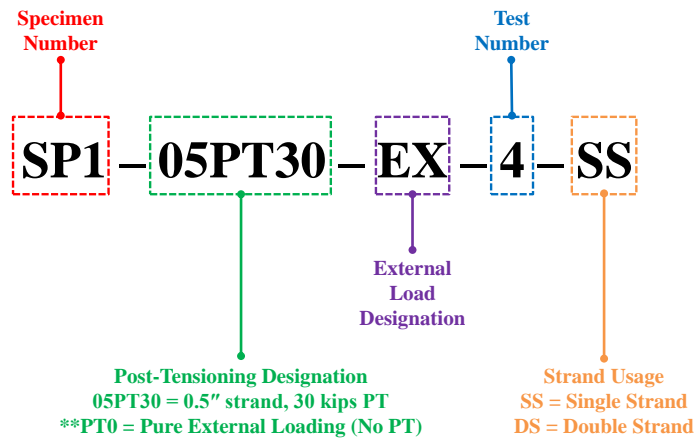 Specimen
Number
Test
Number
SP1 – 05PT30 – EX – 4 – SS
External
Load
Designation
Post-Tensioning Designation
05PT30 = 0.5″ strand, 30 kips PT
**PT0 = Pure External Loading (No PT)
Strand Usage
SS = Single Strand
DS = Double Strand